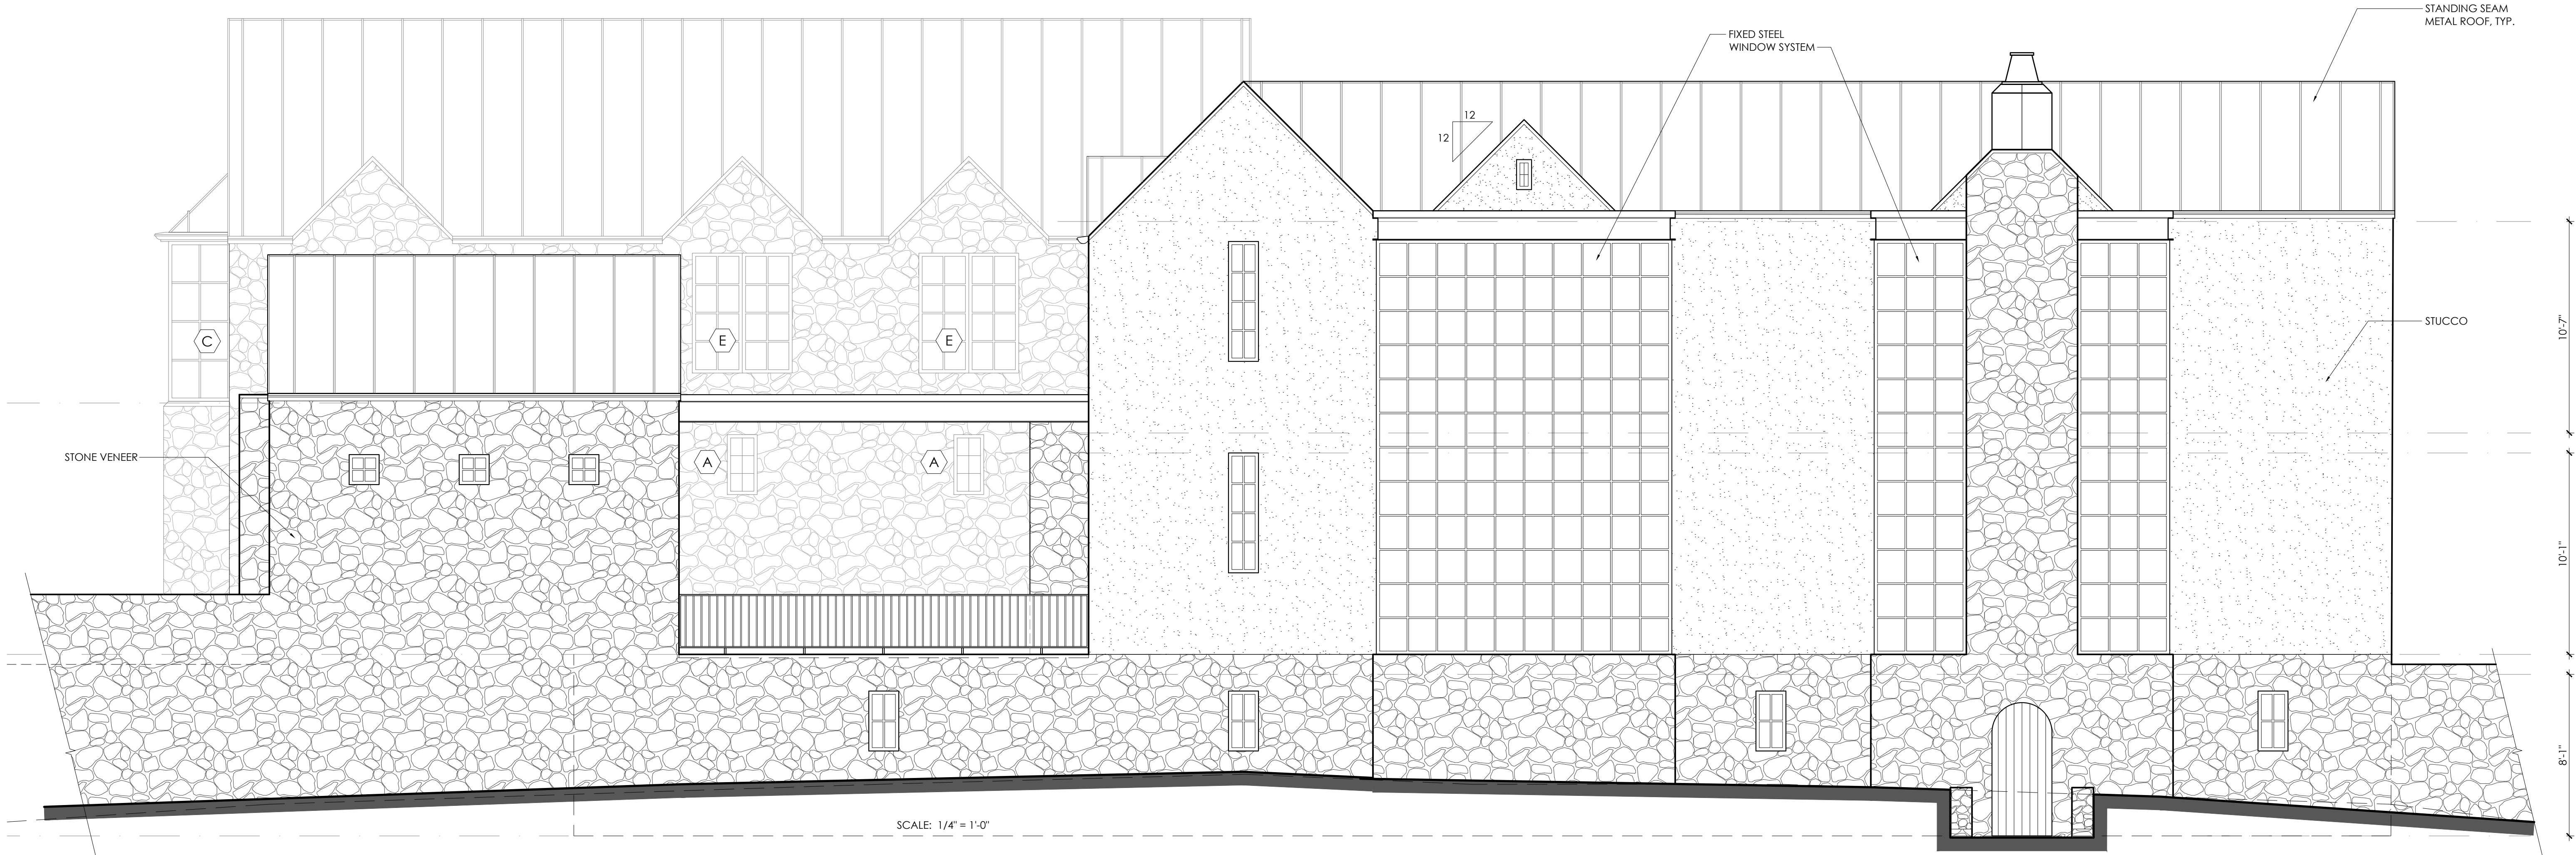 STANDING SEAM
METAL ROOF, TYP.
FIXED STEEL
WINDOW SYSTEM
12
12
C
E
E
10'-7"
STUCCO
STONE VENEER
A
A
10'-1"
8'-1"
SCALE: 1/4" = 1'-0"